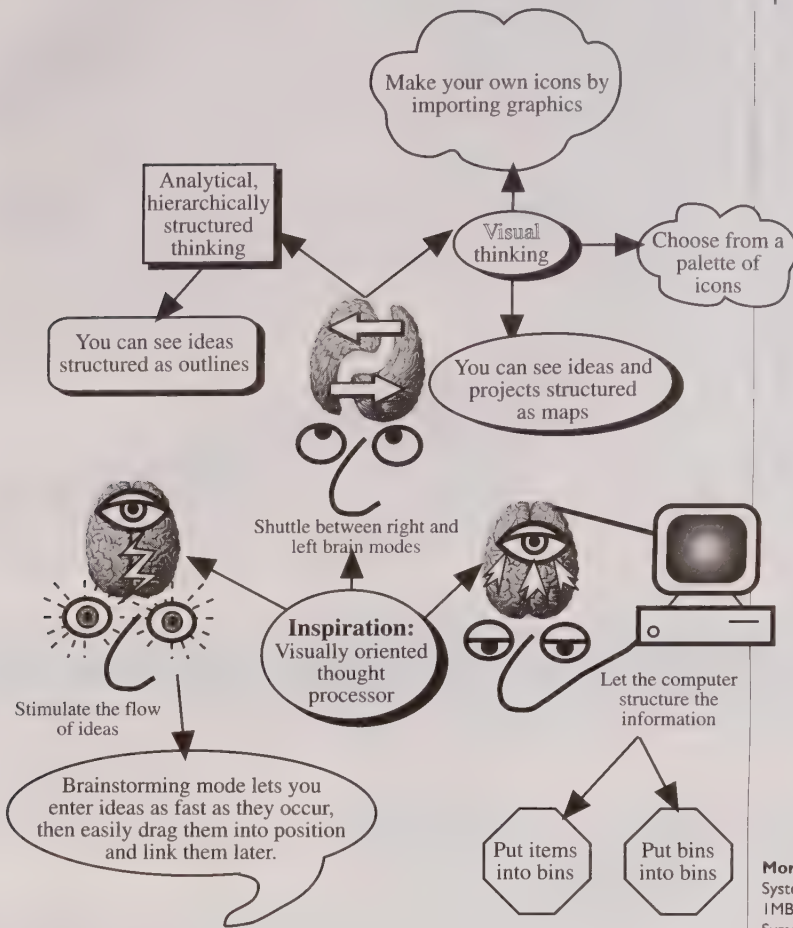 Make your own icons by
importing graphics
Analytical,
hierarchically
structured
thinking
Visual
thinking
Choose from a
palette of
icons
You can see ideas
structured as outlines
You can see ideas and
projects structured
as maps
Shuttle between right and
left brain modes
Inspiration:
Visually oriented
thought
processor
Stimulate the flow
of ideas
Let the computer
structure the
information
Brainstorming mode lets you
enter ideas as fast as they occur,
then easily drag them into position
and link them later.
Put items
into bins
Put bins
into bins